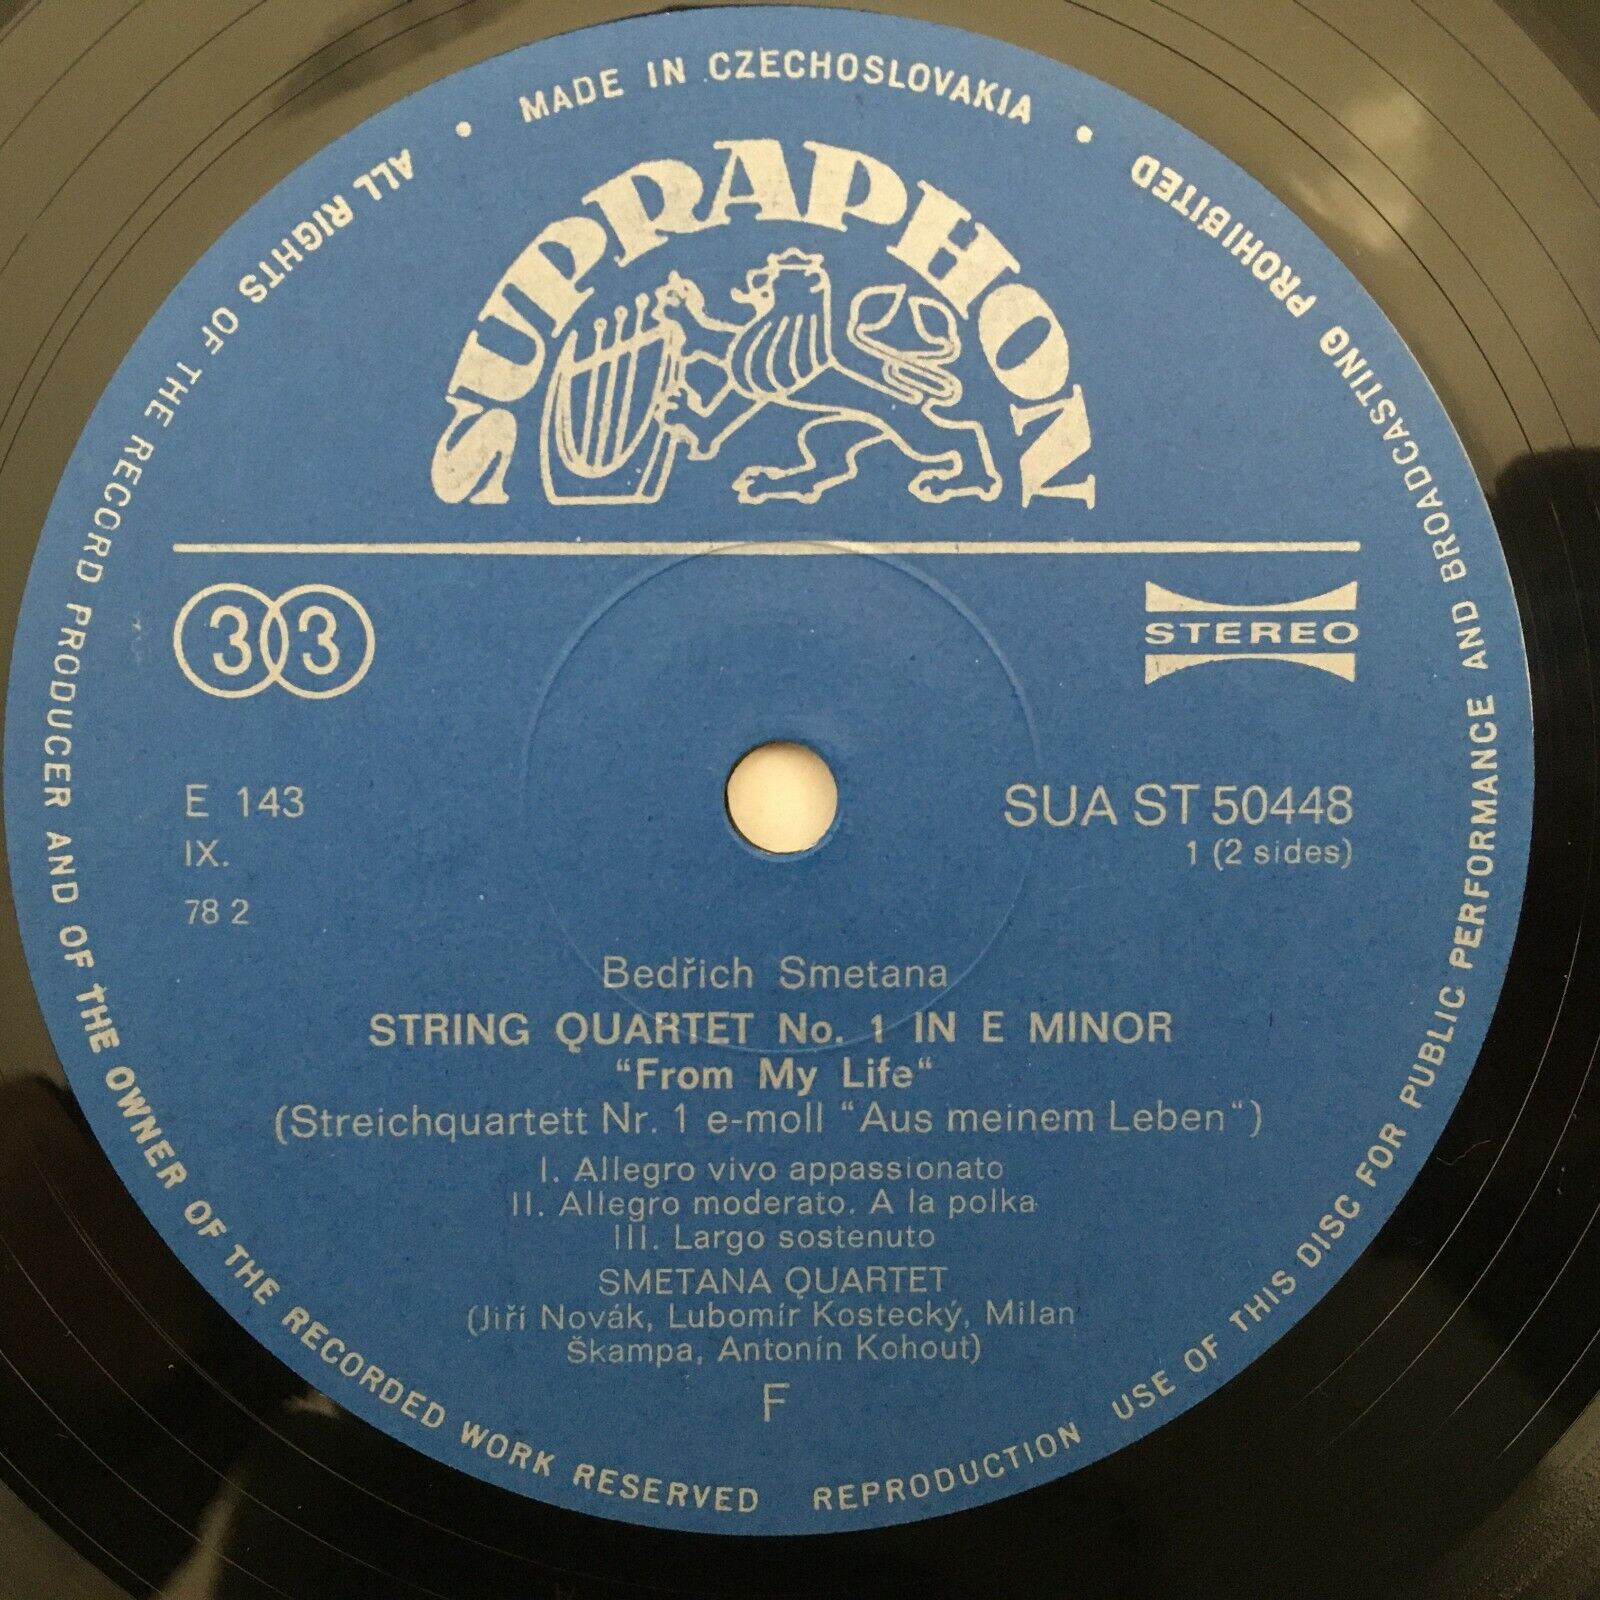 MADE IN CZECHOSLOVAKIA
ALL RIGHTS OF THE RECORD PRODUCER AND OF THE OWNER OF THE RECORDED WORK RESERVED
REPRODUCTION USE OF THIS DISC FOR PUBLIC PERFORMANCE AND BROADCASTING PROHIBITED
SUPRAPHON
33
STEREO
E 143
IX.
78 2
SUA ST 50448
1 (2 sides)
Bedřich Smetana
STRING QUARTET No. 1 IN E MINOR
“From My Life“
(Streichquartett Nr. 1 e-moll “Aus meinem Leben“)
I. Allegro vivo appassionato
II. Allegro moderato. A la polka
III. Largo sostenuto
SMETANA QUARTET
(Jiří Novák, Lubomír Kostecký, Milan
Škampa, Antonín Kohout)
F